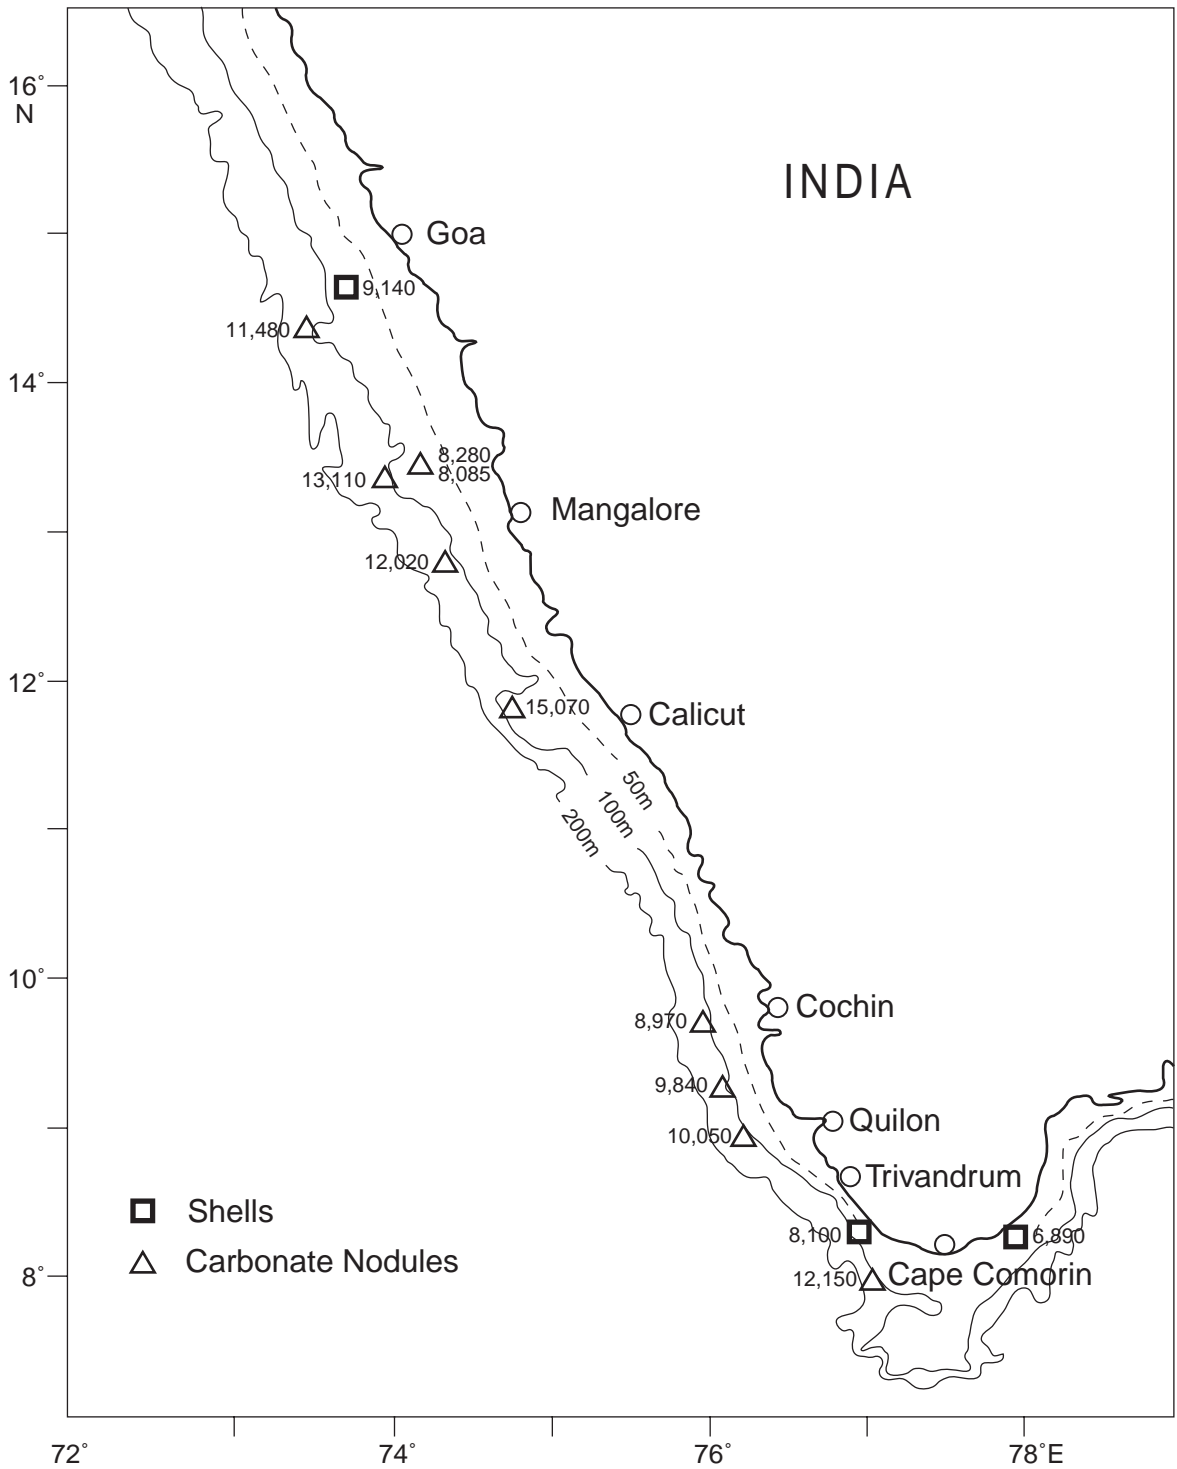 16°
N
INDIA
Goa
9,140
11,480
14°
8,280
8,085
13,110
Mangalore
12,020
12°
15,070
Calicut
50m
100m
200m
10°
Cochin
8,970
9,840
Quilon
10,050
Trivandrum
Shells
8,100
6,890
Carbonate Nodules
8°
12,150
Cape Comorin
72°
74°
76°
78°E